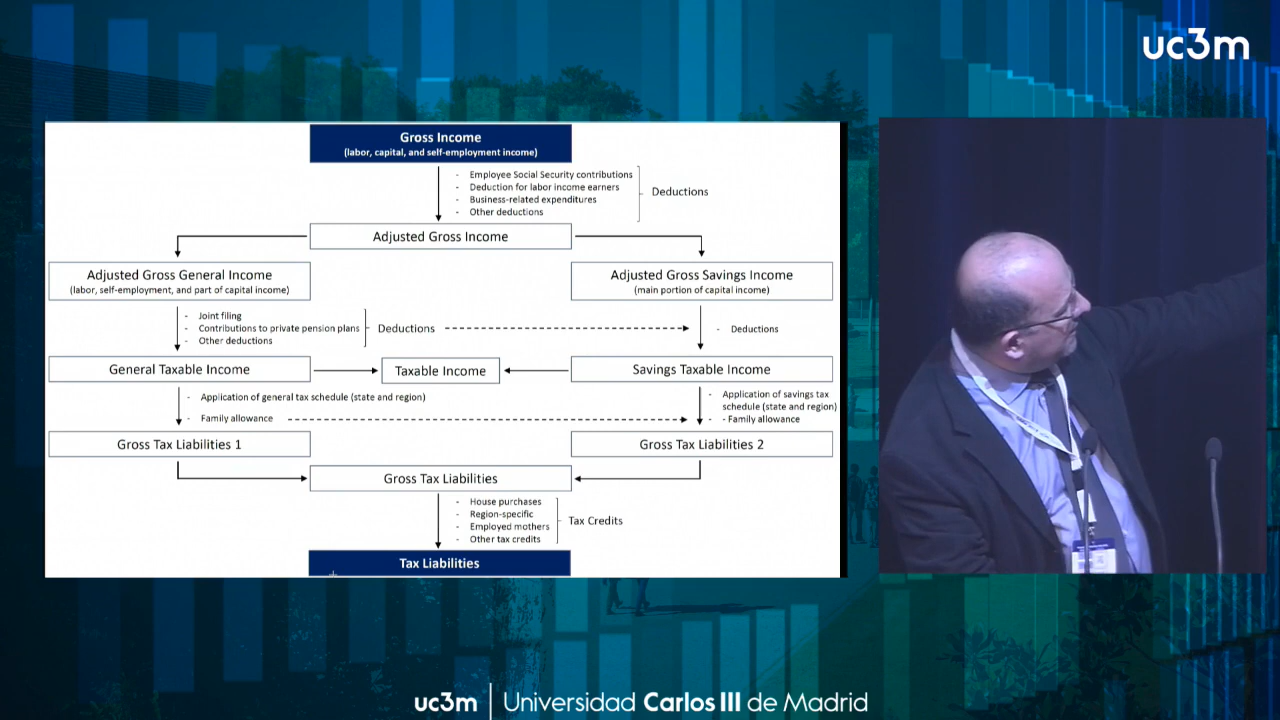 uc3m
Gross Income
(labor, capital, and self-employment income)
- Employee Social Security contributions
- Deduction for labor income earners
- Business-related expenditures
- Other deductions
Deductions
Adjusted Gross Income
Adjusted Gross General Income
(labor, self-employment, and part of capital income)
Adjusted Gross Savings Income
(main portion of capital income)
- Joint filing
- Contributions to private pension plans
- Other deductions
Deductions
- Deductions
General Taxable Income
Taxable Income
Savings Taxable Income
- Application of general tax schedule (state and region)
- Family allowance
- Application of savings tax
schedule (state and region)
- Family allowance
Gross Tax Liabilities 1
Gross Tax Liabilities 2
Gross Tax Liabilities
- House purchases
- Region-specific
- Employed mothers
- Other tax credits
Tax Credits
Tax Liabilities
uc3m | Universidad Carlos III de Madrid